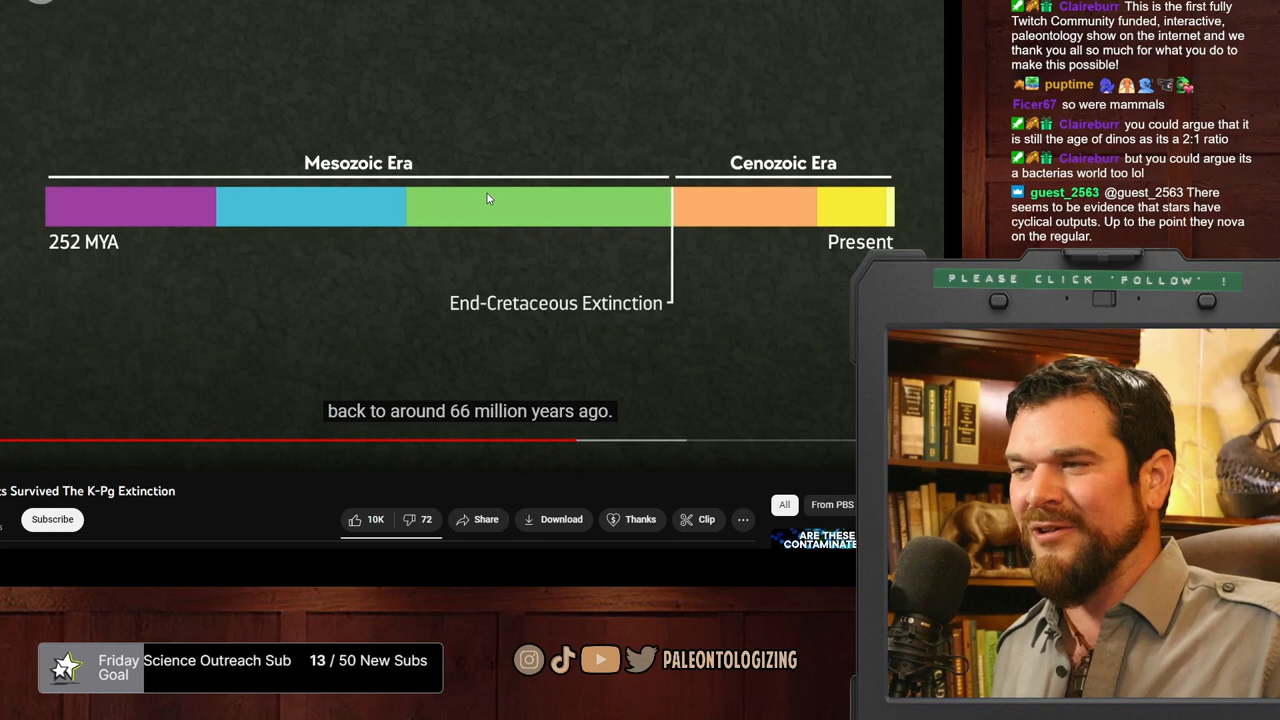 Claireburr This is the first fully
Twitch Community funded, interactive,
paleontology show on the internet and we
thank you all so much for what you do to
make this possible!
puptime
Ficer67 so were mammals
Claireburr you could argue that it
is still the age of dinos as its a 2:1 ratio
Claireburr but you could argue its
a bacterias world too lol
guest_2563 @guest_2563 There
seems to be evidence that stars have
cyclical outputs. Up to the point they nova
on the regular.
Mesozoic Era
Cenozoic Era
252 MYA
Present
End-Cretaceous Extinction
back to around 66 million years ago.
PLEASE CLICK 'FOLLOW' !
s Survived The K-Pg Extinction
s
Subscribe
10K
72
Share
Download
Thanks
Clip
...
All
From PBS
ARE THESE
CONTAMINATE
Friday Science Outreach Sub
Goal
13 / 50 New Subs
PALEONTOLOGIZING